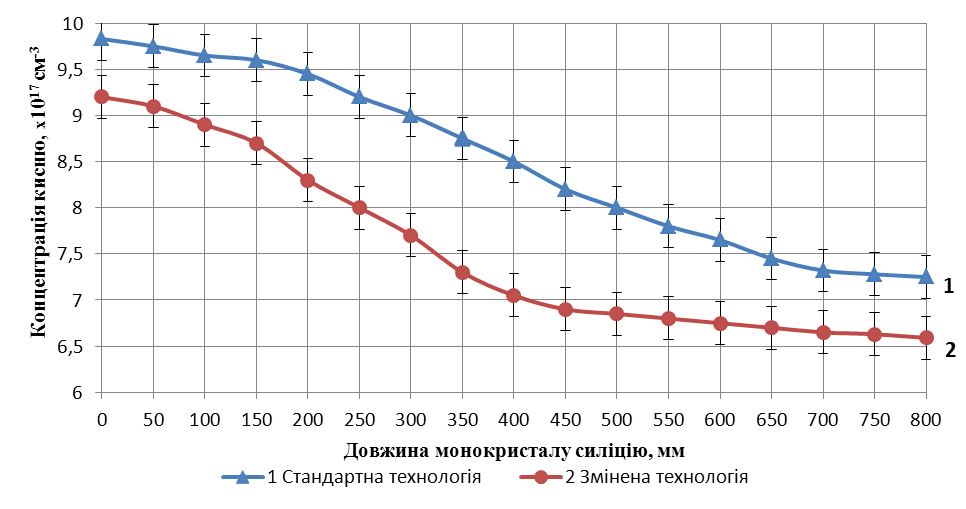 Концентрація кисню, x10¹⁷ см⁻³
10
9,5
9
8,5
8
7,5
7
6,5
6
1
2
0 50 100 150 200 250 300 350 400 450 500 550 600 650 700 750 800
Довжина монокристалу силіцію, мм
1 Стандартна технологія 2 Змінена технологія